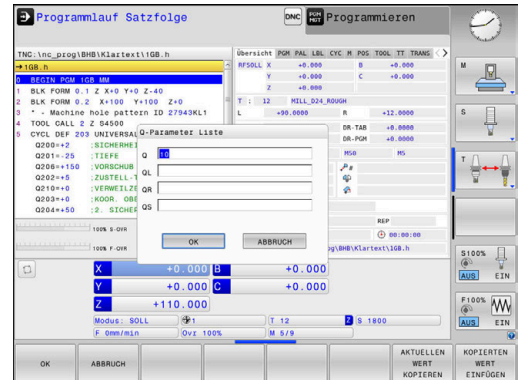 Programmlauf Satzfolge
DNC
PGM MGT
Programmieren
TNC:\nc_prog\BHB\Klartext\1GB.h
→1GB.h
0 BEGIN PGM 1GB MM
1 BLK FORM 0.1 Z X+0 Y+0 Z-40
2 BLK FORM 0.2 X+100 Y+100 Z+0
3 * - Machine hole pattern ID 27943KL1
4 TOOL CALL 2 Z S4500
5 CYCL DEF 203 UNIVERSAL
Q200=+2 ;SICHERHEI
Q201=-25 ;TIEFE
Q206=+150 ;VORSCHUB
Q202=+5 ;ZUSTELL-T
Q210=+0 ;VERWEILZE
Q203=+0 ;KOOR. OBE
Q204=+50 ;2. SICHER
100% S-OVR
100% F-OVR
Übersicht PGM PAL LBL CYC M POS TOOL TT TRANS
RFSOLL X +0.000 B +0.000
Y +0.000 C +0.000
Z +0.000
T : 12 MILL_D24_ROUGH
L +90.0000 R +12.0000
DR-TAB +0.0000
DR-PGM +0.0000
M50 M5
REP
00:00:00
og\BHB\Klartext\1GB.h
Q-Parameter Liste
Q 10
QL
QR
QS
OK
ABBRUCH
X +0.000 B +0.000
Y +0.000 C +0.000
Z +110.000
Modus: SOLL 1 T 12 Z S 1800
F 0mm/min Ovr 100% M 5/9
M
S
T
S100%
AUS EIN
F100%
AUS EIN
OK
ABBRUCH
AKTUELLEN WERT KOPIEREN
KOPIERTEN WERT EINFÜGEN